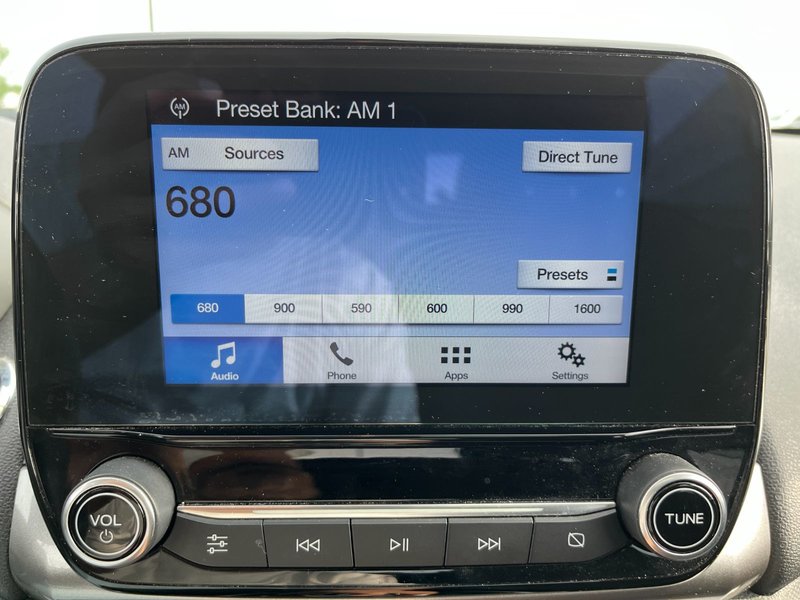 AM Preset Bank: AM 1
AM Sources Direct Tune
680
Presets
680 900 590 600 990 1600
Audio Phone Apps Settings
VOL TUNE